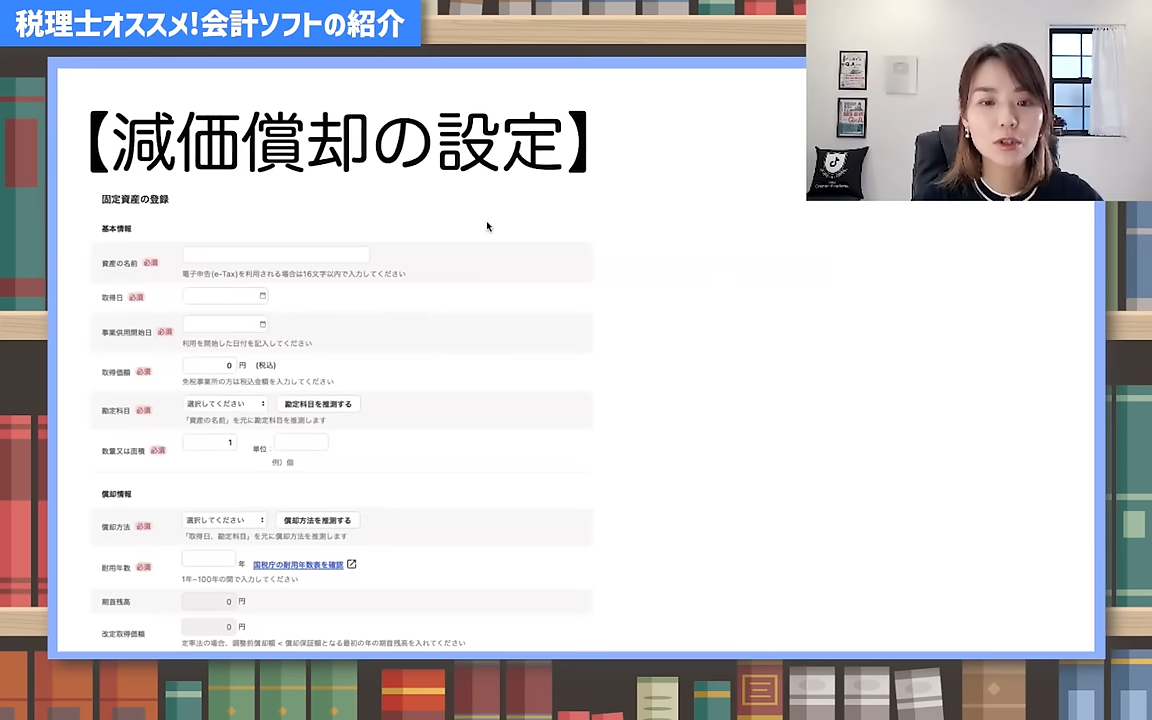 税理士オススメ!会計ソフトの紹介
【減価償却の設定】
固定資産の登録
基本情報
資産の名前 必須
電子申告(e-Tax)を利用される場合は16文字以内で入力してください
取得日 必須
事業供用開始日 必須
利用を開始した日付を記入してください
取得価額 必須 0 円 (税込)
免税事業所の方は税込金額を入力してください
勘定科目 必須 選択してください 勘定科目を推測する
「資産の名前」を元に勘定科目を推測します
数量又は面積 必須 1 単位:
例）個
償却情報
償却方法 必須 選択してください 償却方法を推測する
「取得日、勘定科目」を元に償却方法を推測します
耐用年数 必須 年 国税庁の耐用年数表を確認
1年~100年の間で入力してください
期首残高 0 円
改定取得価額 0 円
定率法の場合、調整前償却額 < 償却保証額となる最初の年の期首残高を入れてください